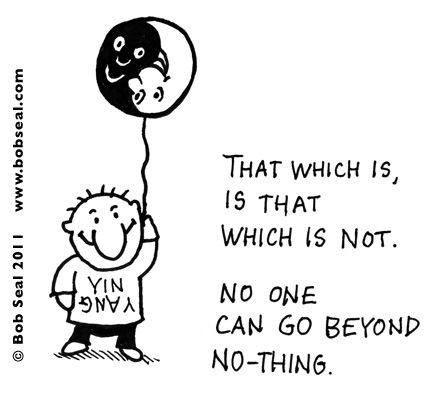 © Bob Seal 2011 www.bobseal.com
THAT WHICH IS,
IS THAT
WHICH IS NOT.
NO ONE
CAN GO BEYOND
NO-THING.
YANG
YIN